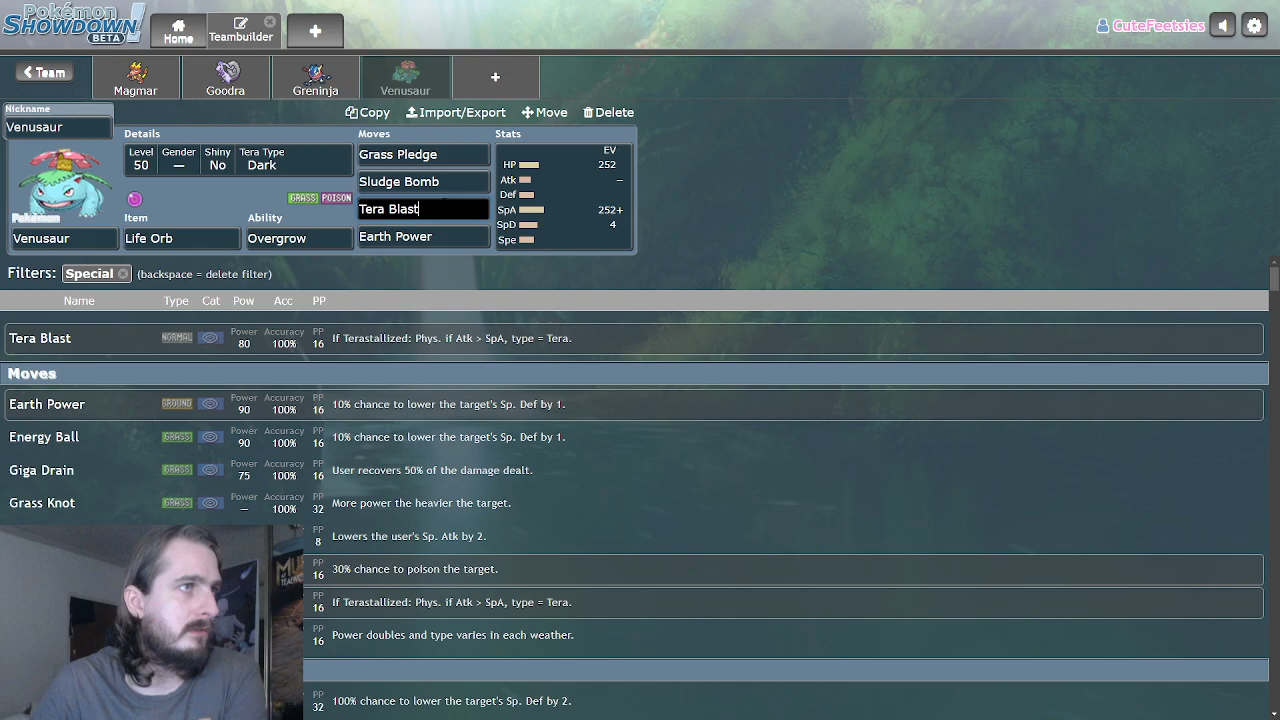 Pokémon
SHOWDOWN!
BETA
Home
Teambuilder
+
CuteFeetsies
< Team
Magmar
Goodra
Greninja
Venusaur
+
Copy
Import/Export
Move
Delete
Nickname
Venusaur
Pokémon
Venusaur
Details
Level
50
Gender
—
Shiny
No
Tera Type
Dark
GRASS POISON
Item
Life Orb
Ability
Overgrow
Moves
Grass Pledge
Sludge Bomb
Tera Blast
Earth Power
Stats
EV
HP 252
Atk –
Def
SpA 252+
SpD 4
Spe
Filters: Special (backspace = delete filter)
Name Type Cat Pow Acc PP
Tera Blast NORMAL Power 80 Accuracy 100% PP 16 If Terastallized: Phys. if Atk > SpA, type = Tera.
Moves
Earth Power GROUND Power 90 Accuracy 100% PP 16 10% chance to lower the target's Sp. Def by 1.
Energy Ball GRASS Power 90 Accuracy 100% PP 16 10% chance to lower the target's Sp. Def by 1.
Giga Drain GRASS Power 75 Accuracy 100% PP 16 User recovers 50% of the damage dealt.
Grass Knot GRASS Power — Accuracy 100% PP 32 More power the heavier the target.
PP 8 Lowers the user's Sp. Atk by 2.
PP 16 30% chance to poison the target.
PP 16 If Terastallized: Phys. if Atk > SpA, type = Tera.
PP 16 Power doubles and type varies in each weather.
PP 32 100% chance to lower the target's Sp. Def by 2.